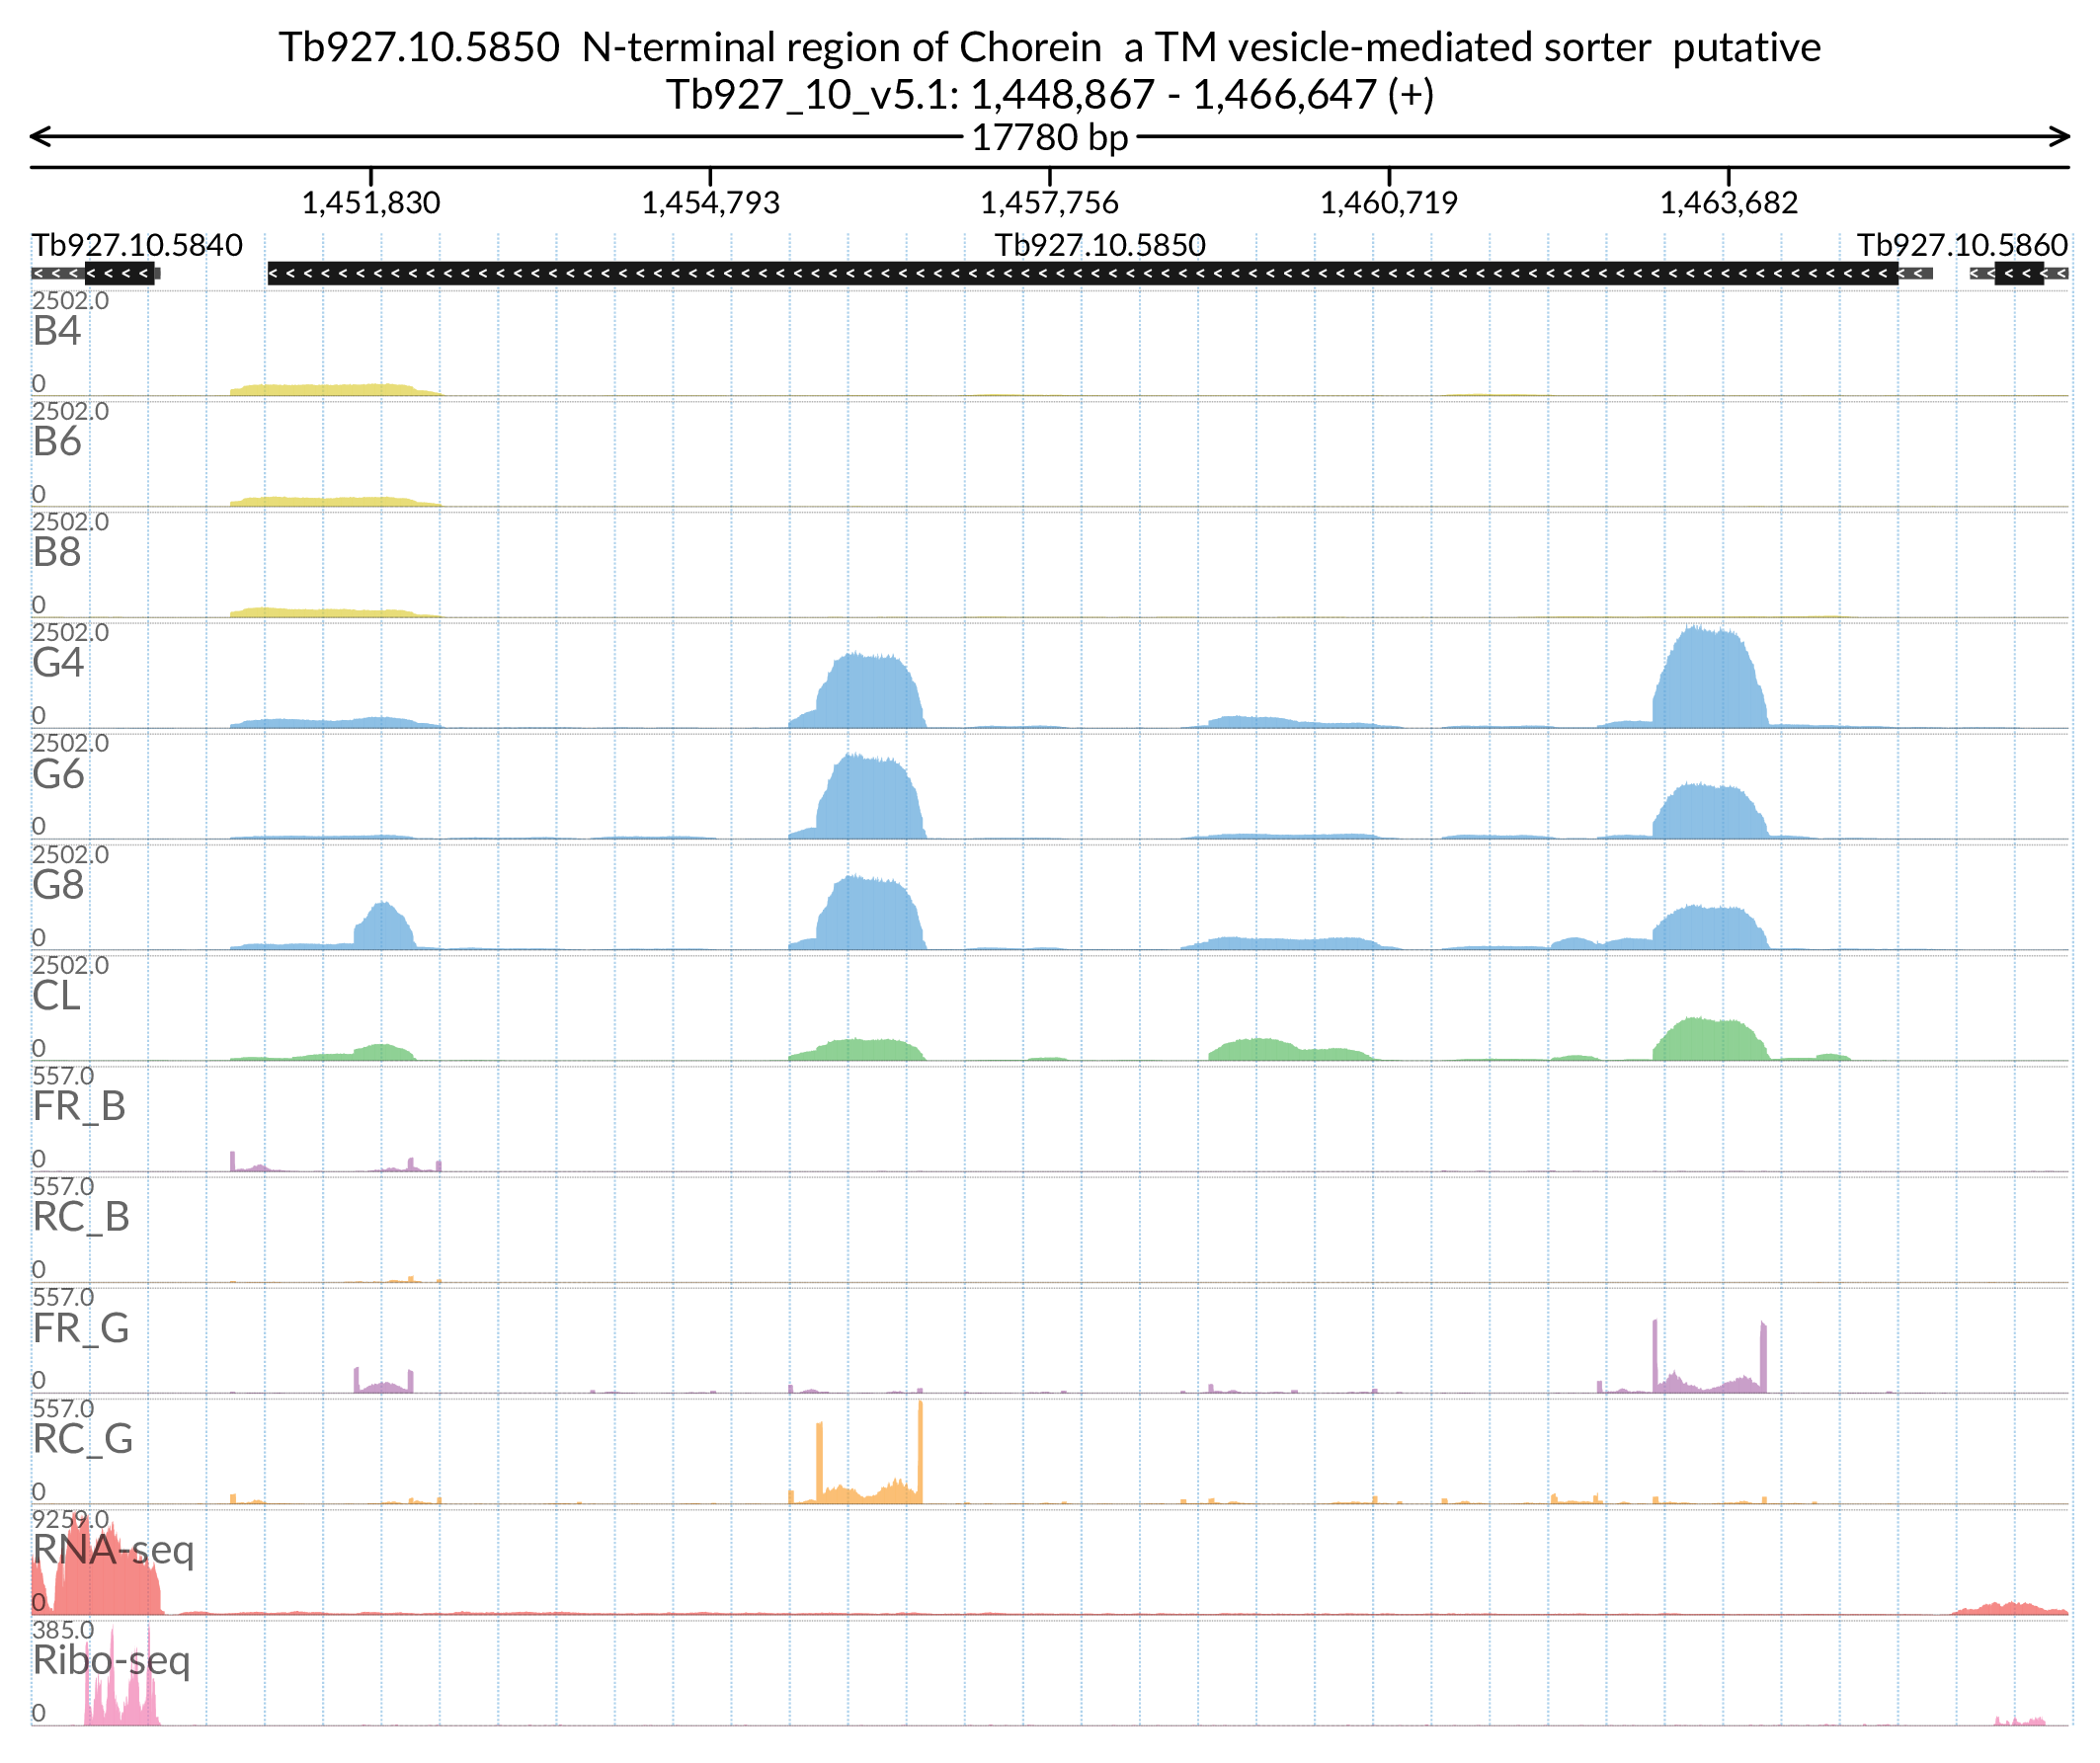 Tb927.10.5850 N-terminal region of Chorein a TM vesicle-mediated sorter putative
Tb927_10_v5.1: 1,448,867 - 1,466,647 (+)
17780 bp
1,451,830 1,454,793 1,457,756 1,460,719 1,463,682
Tb927.10.5840 Tb927.10.5850 Tb927.10.5860
2502.0
B4
0
2502.0
B6
0
2502.0
B8
0
2502.0
G4
0
2502.0
G6
0
2502.0
G8
0
2502.0
CL
0
557.0
FR_B
0
557.0
RC_B
0
557.0
FR_G
0
557.0
RC_G
0
9259.0
RNA-seq
0
385.0
Ribo-seq
0